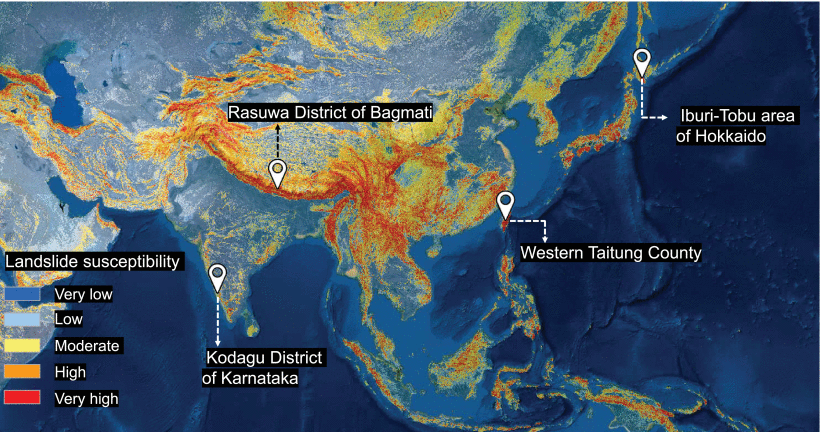 Rasuwa District of Bagmati
Iburi-Tobu area
of Hokkaido
Western Taitung County
Landslide susceptibility
Very low
Low
Moderate
High
Very high
Kodagu District
of Karnataka